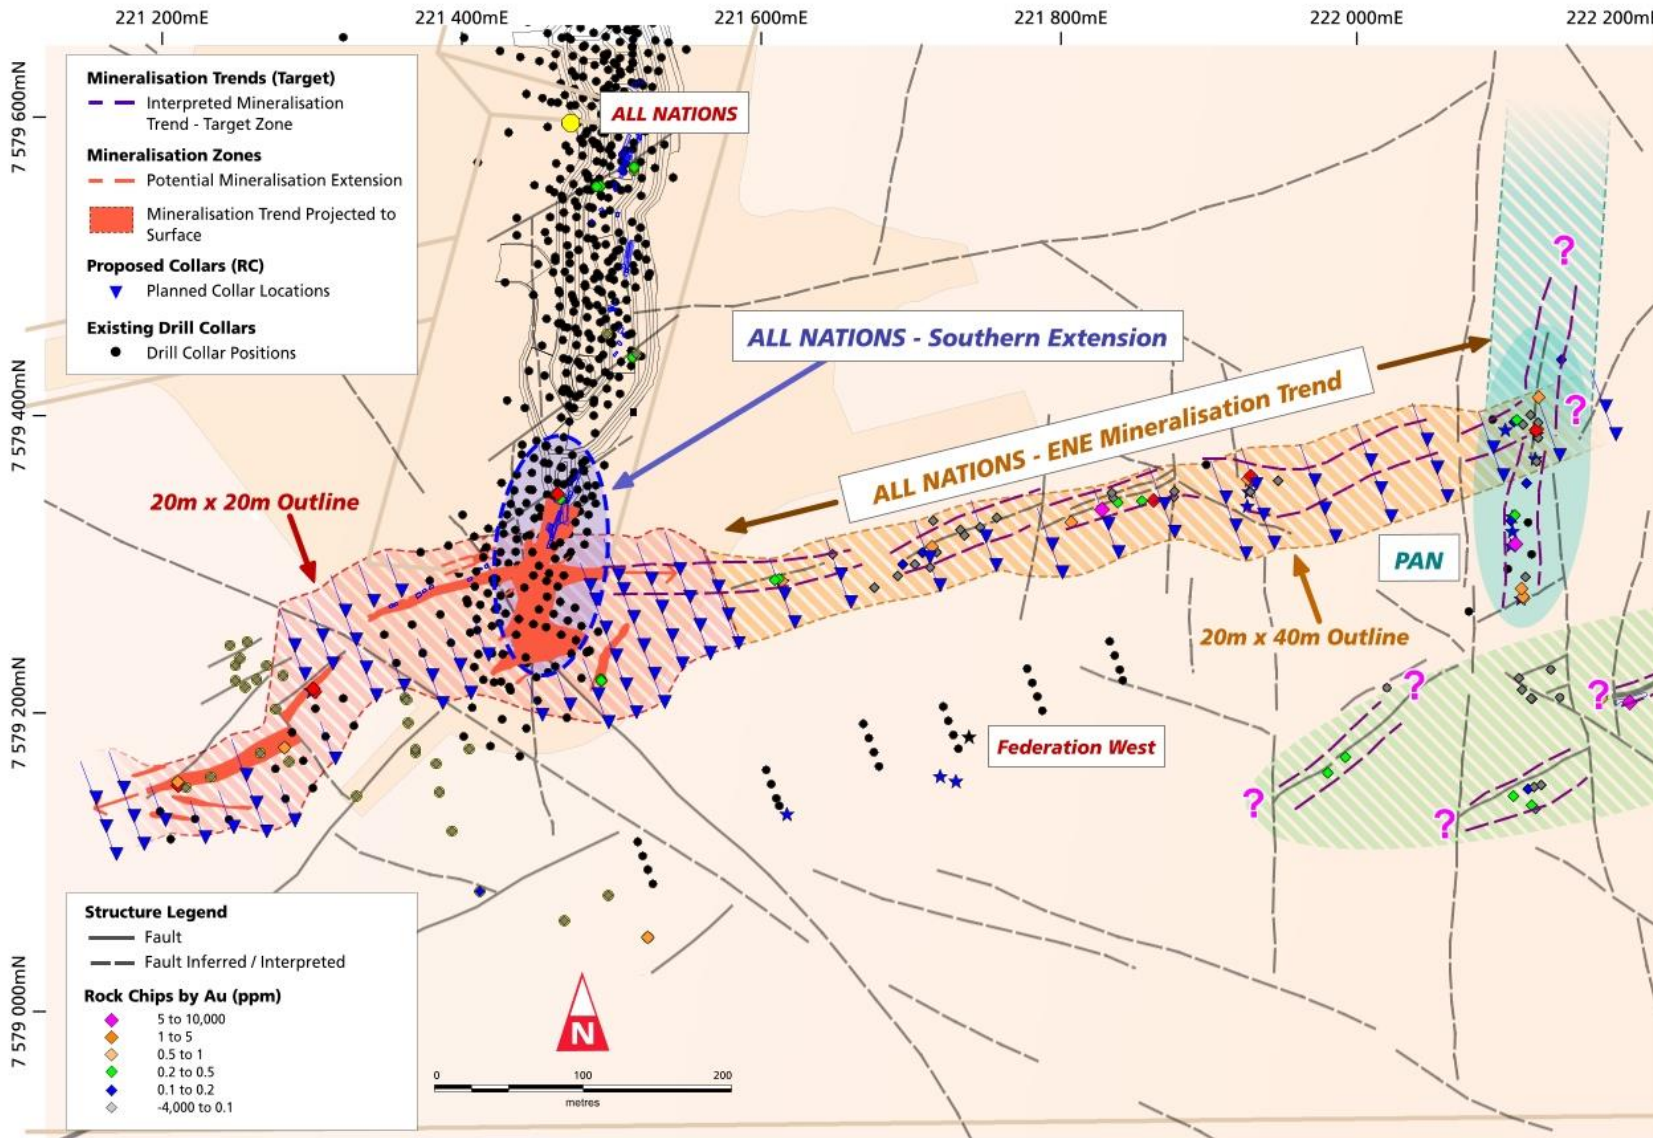 221 200mE
221 400mE
221 600mE
221 800mE
222 000mE
222 200m
7 579 600mN
7 579 400mN
7 579 200mN
7 579 000mN
Mineralisation Trends (Target)
Interpreted Mineralisation
Trend - Target Zone
Mineralisation Zones
Potential Mineralisation Extension
Mineralisation Trend Projected to
Surface
Proposed Collars (RC)
Planned Collar Locations
Existing Drill Collars
Drill Collar Positions
ALL NATIONS
ALL NATIONS - Southern Extension
ALL NATIONS - ENE Mineralisation Trend
20m x 20m Outline
20m x 40m Outline
PAN
Federation West
?
?
?
?
?
?
Structure Legend
Fault
Fault Inferred / Interpreted
Rock Chips by Au (ppm)
5 to 10,000
1 to 5
0.5 to 1
0.2 to 0.5
0.1 to 0.2
-4,000 to 0.1
N
0 100 200
metres